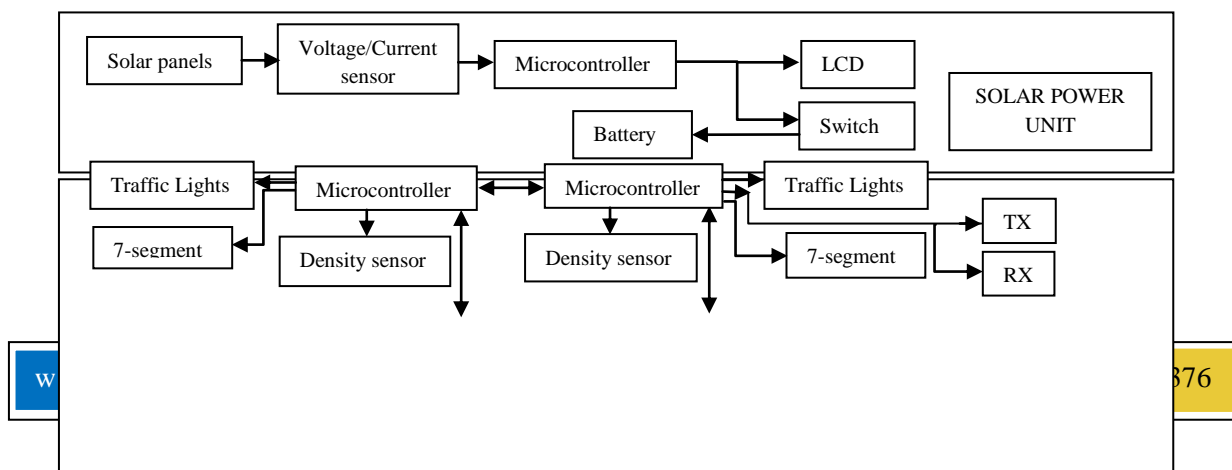 Solar panels
Voltage/Current
sensor
Microcontroller
LCD
SOLAR POWER
UNIT
Battery
Switch
Traffic Lights
Microcontroller
Microcontroller
Traffic Lights
7-segment
Density sensor
Density sensor
7-segment
TX
RX
w